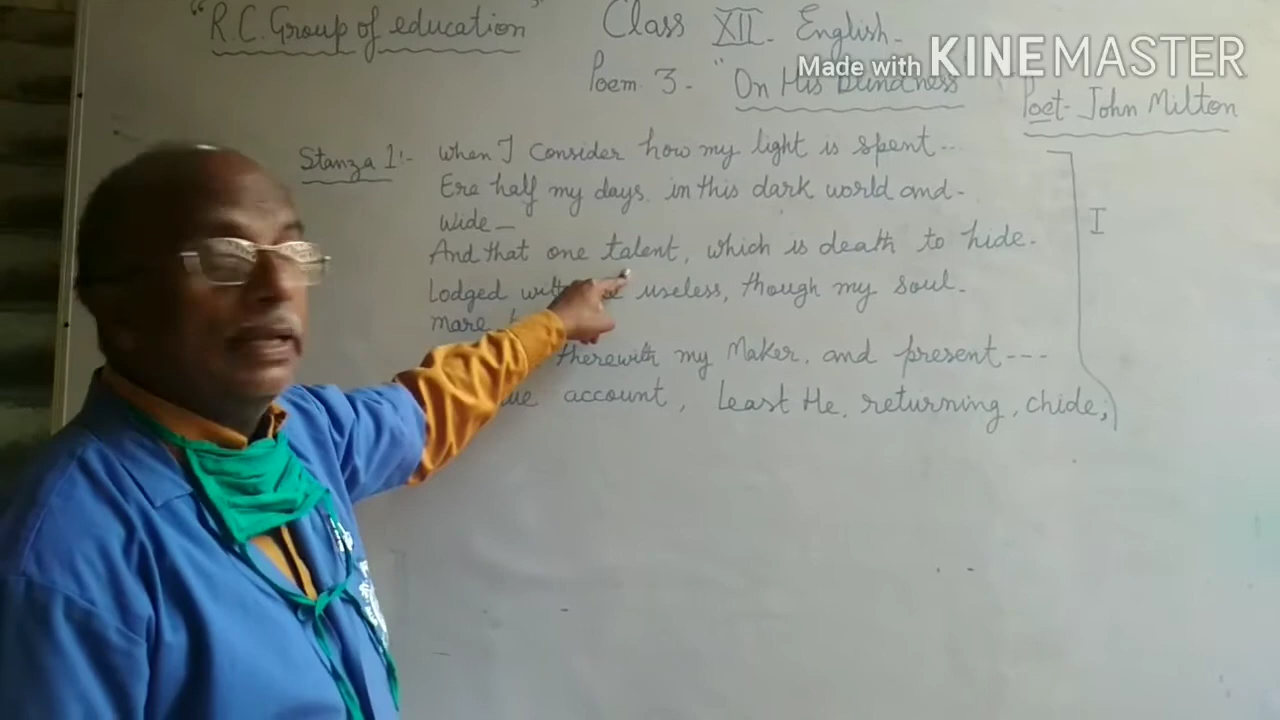 "R.C. Group of education"
Class XII - English -
Made with KINEMASTER
Poem 3 - "On His Blindness
Poet - John Milton
Stanza 1:- When I consider how my light is spent --
Ere half my days. in this dark world and -
Wide -
And that one talent, which is death to hide.
Lodged useless, though my soul.
mare
therewith my Maker, and present ---
account, Least He, returning, chide;
I